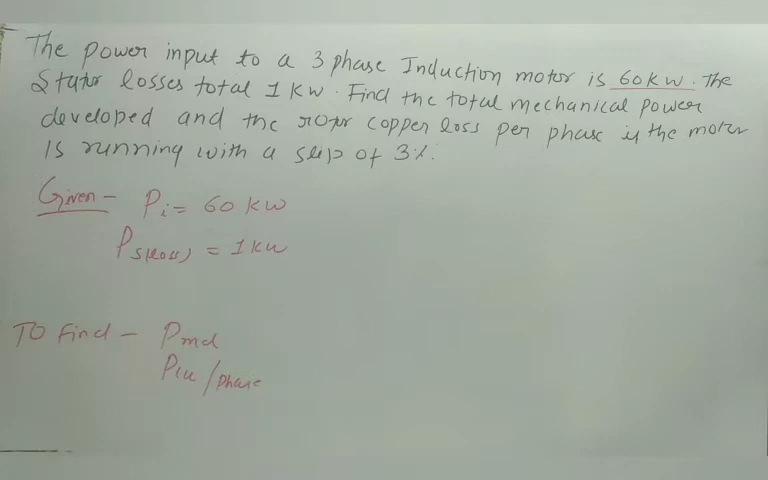 The power input to a 3 phase Induction motor is 60 kw. The
Stator losses total 1 kw. Find the total mechanical power
developed and the rotor copper loss per phase if the motor
is running with a slip of 3%.
Given - Pi = 60 kw
Ps(loss) = 1 kw
To Find - Pmd
Pcu/phase